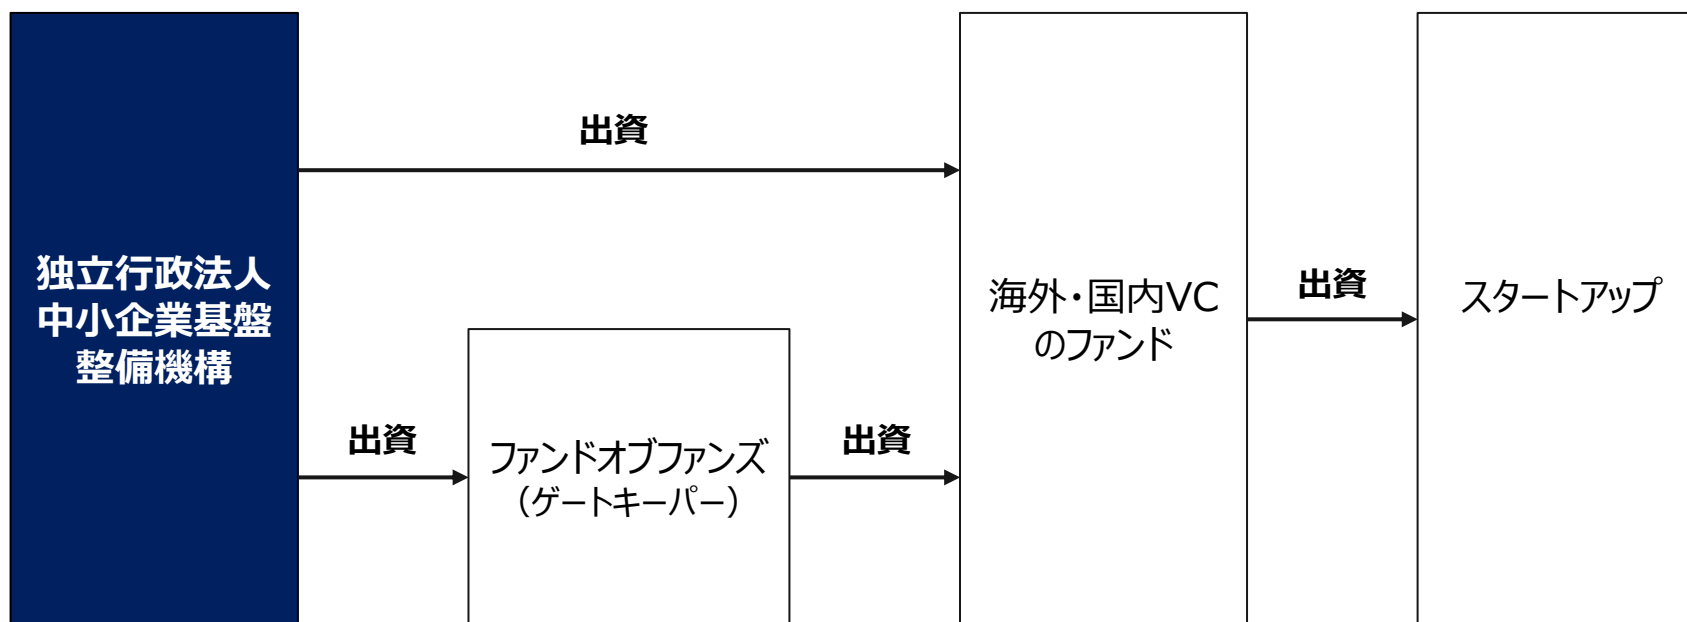 独立行政法人
中小企業基盤
整備機構
出資
出資
ファンドオブファンズ
（ゲートキーパー）
出資
海外・国内VC
のファンド
出資
スタートアップ